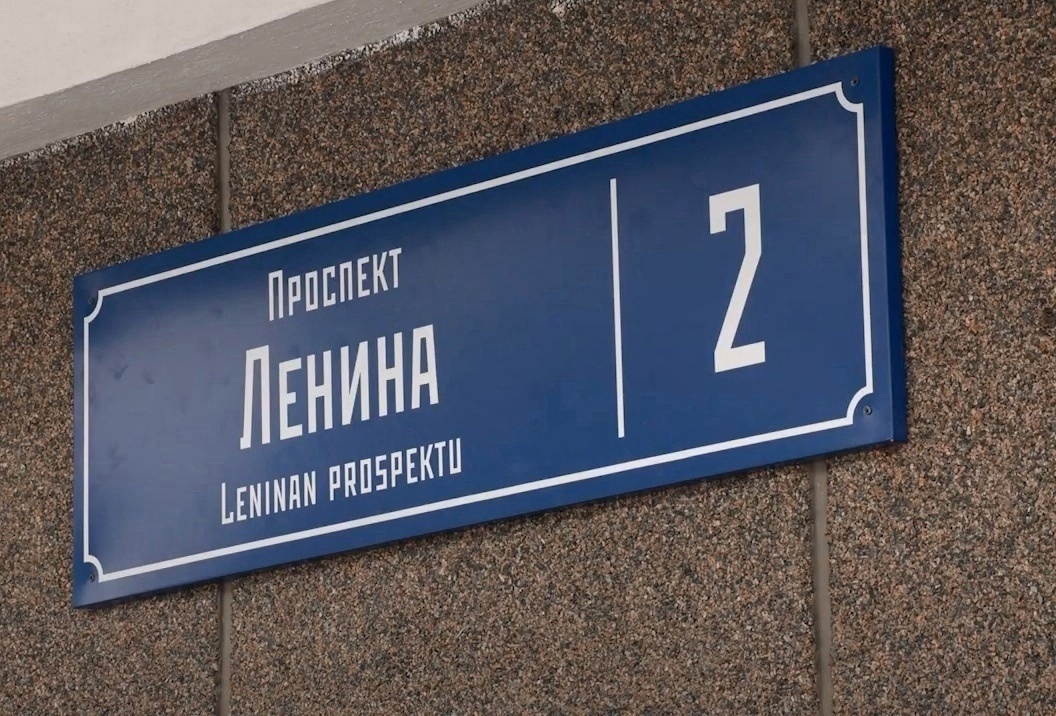 Проспект
Ленина
Leninan prospektu
2